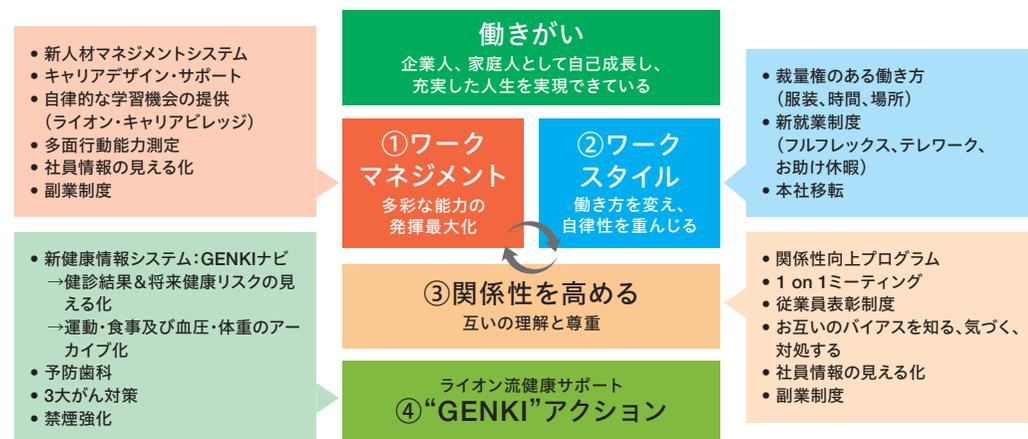 働きがい
企業人、家庭人として自己成長し、
充実した人生を実現できている
• 新人材マネジメントシステム
• キャリアデザイン・サポート
• 自律的な学習機会の提供
（ライオン・キャリアビレッジ）
• 多面行動能力測定
• 社員情報の見える化
• 副業制度
①ワーク
マネジメント
多彩な能力の
発揮最大化
②ワーク
スタイル
働き方を変え、
自律性を重んじる
• 裁量権のある働き方
（服装、時間、場所）
• 新就業制度
（フルフレックス、テレワーク、
お助け休暇）
• 本社移転
• 新健康情報システム：GENKIナビ
→健診結果＆将来健康リスクの見
える化
→運動・食事及び血圧・体重のアー
カイブ化
• 予防歯科
• 3大がん対策
• 禁煙強化
③関係性を高める
互いの理解と尊重
• 関係性向上プログラム
• 1 on 1ミーティング
• 従業員表彰制度
• お互いのバイアスを知る、気づく、
対処する
• 社員情報の見える化
• 副業制度
ライオン流健康サポート
④“GENKI”アクション